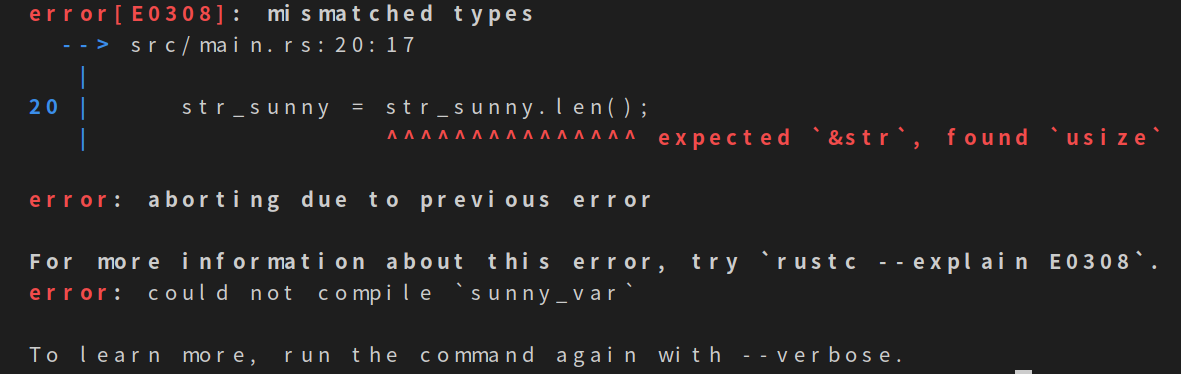 error[E0308]: mismatched types
  --> src/main.rs:20:17
   |
20 |     str_sunny = str_sunny.len();
   |                 ^^^^^^^^^^^^^^^ expected `&str`, found `usize`
error: aborting due to previous error
For more information about this error, try `rustc --explain E0308`.
error: could not compile `sunny_var`
To learn more, run the command again with --verbose.